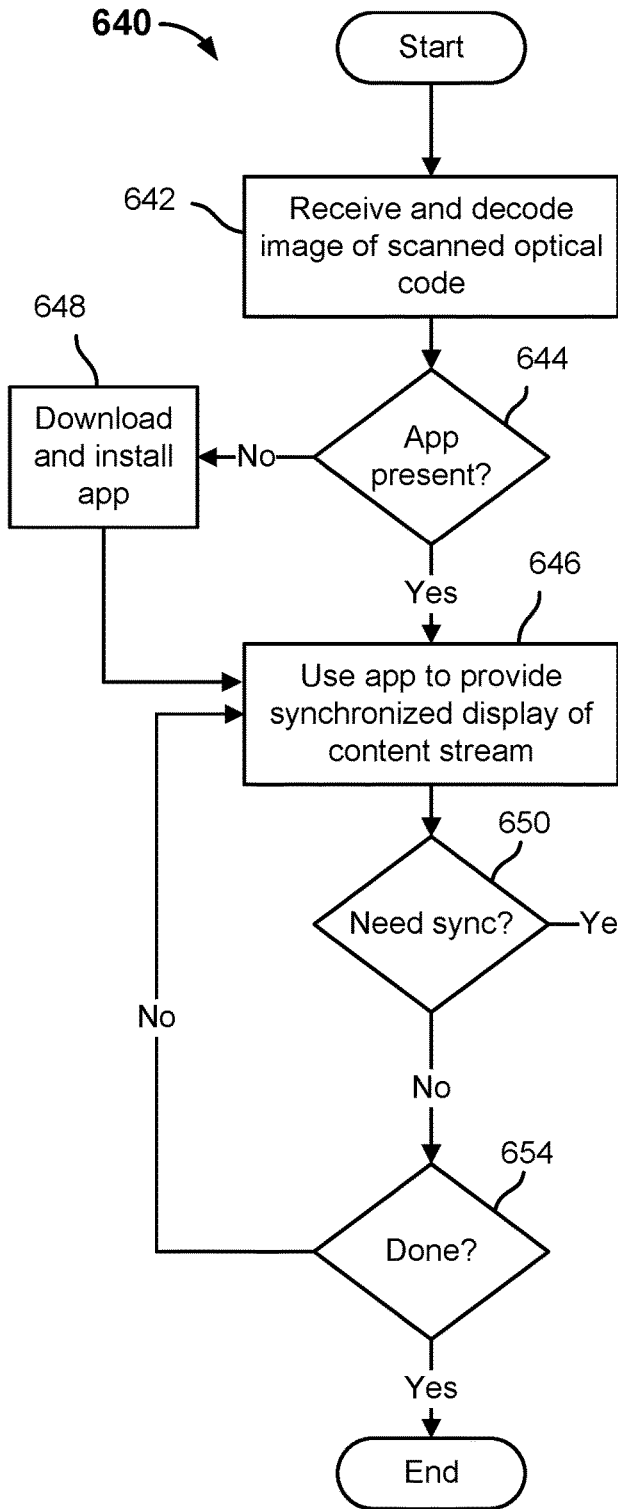 640
Start
642
Receive and decode
image of scanned optical
code
648
644
Download
and install
app
No
App
present?
Yes
646
Use app to provide
synchronized display of
content stream
650
Need sync?
Ye
No
No
654
Done?
Yes
End